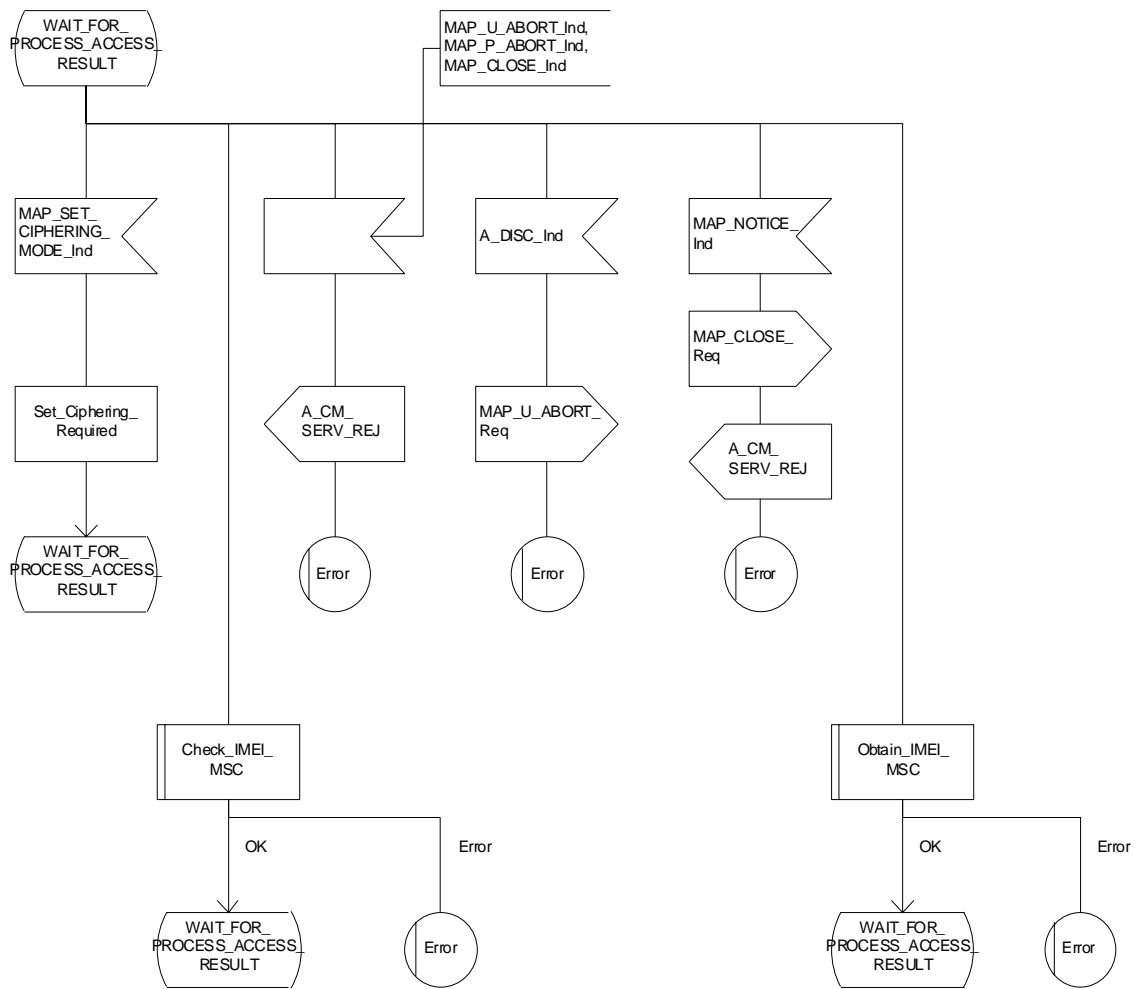 WAIT_FOR_
PROCESS_ACCESS_
RESULT
MAP_U_ABORT_Ind,
MAP_P_ABORT_Ind,
MAP_CLOSE_Ind
MAP_SET_
CIPHERING_
MODE_Ind
A_DISC_Ind
MAP_NOTICE_
Ind
MAP_CLOSE_
Req
Set_Ciphering_
Required
A_CM_
SERV_REJ
MAP_U_ABORT_
Req
A_CM_
SERV_REJ
WAIT_FOR_
PROCESS_ACCESS_
RESULT
Error
Error
Error
Check_IMEI_
MSC
Obtain_IMEI_
MSC
OK
Error
OK
Error
WAIT_FOR_
PROCESS_ACCESS_
RESULT
Error
WAIT_FOR_
PROCESS_ACCESS_
RESULT
Error